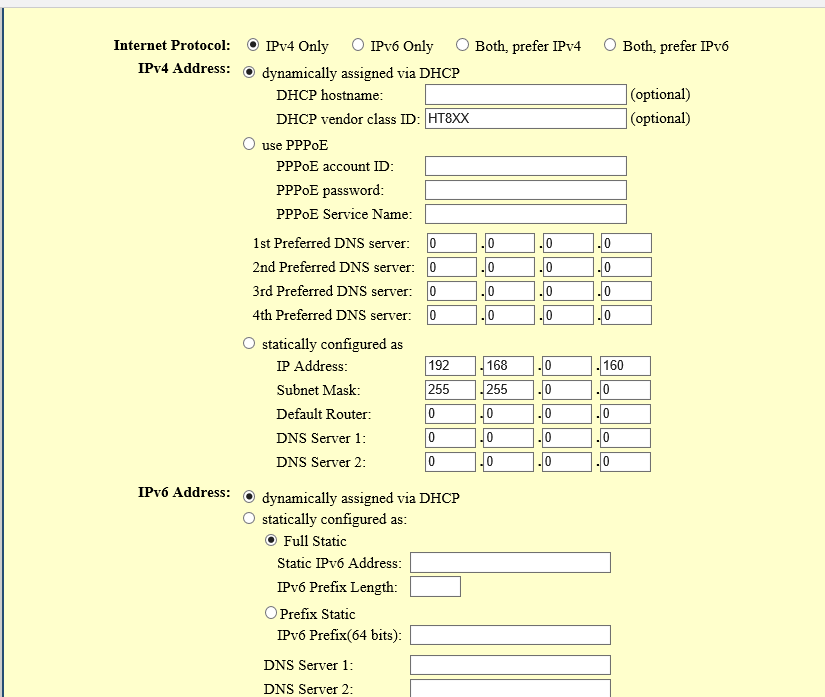 Internet Protocol: IPv4 Only IPv6 Only Both, prefer IPv4 Both, prefer IPv6
IPv4 Address: dynamically assigned via DHCP
DHCP hostname: (optional)
DHCP vendor class ID: HT8XX (optional)
use PPPoE
PPPoE account ID:
PPPoE password:
PPPoE Service Name:
1st Preferred DNS server: 0 .0 .0 .0
2nd Preferred DNS server: 0 .0 .0 .0
3rd Preferred DNS server: 0 .0 .0 .0
4th Preferred DNS server: 0 .0 .0 .0
statically configured as
IP Address: 192 .168 .0 .160
Subnet Mask: 255 .255 .0 .0
Default Router: 0 .0 .0 .0
DNS Server 1: 0 .0 .0 .0
DNS Server 2: 0 .0 .0 .0
IPv6 Address: dynamically assigned via DHCP
statically configured as:
Full Static
Static IPv6 Address:
IPv6 Prefix Length:
Prefix Static
IPv6 Prefix(64 bits):
DNS Server 1:
DNS Server 2: